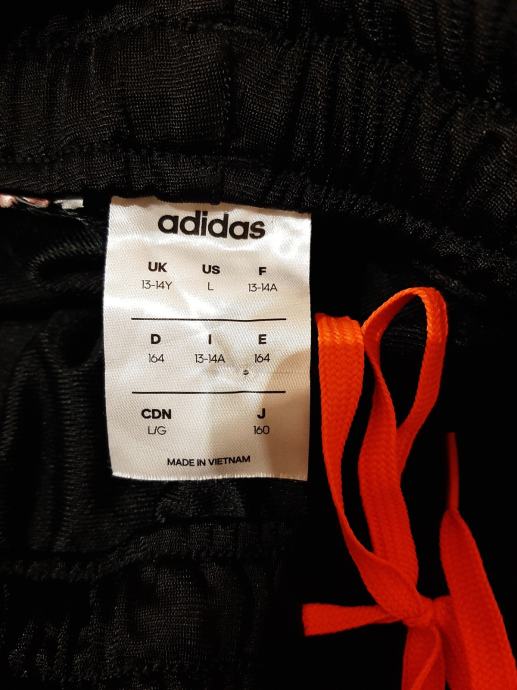 adidas
UK US F
13-14Y L 13-14A
D I E
164 13-14A 164
CDN J
L/G 160
MADE IN VIETNAM